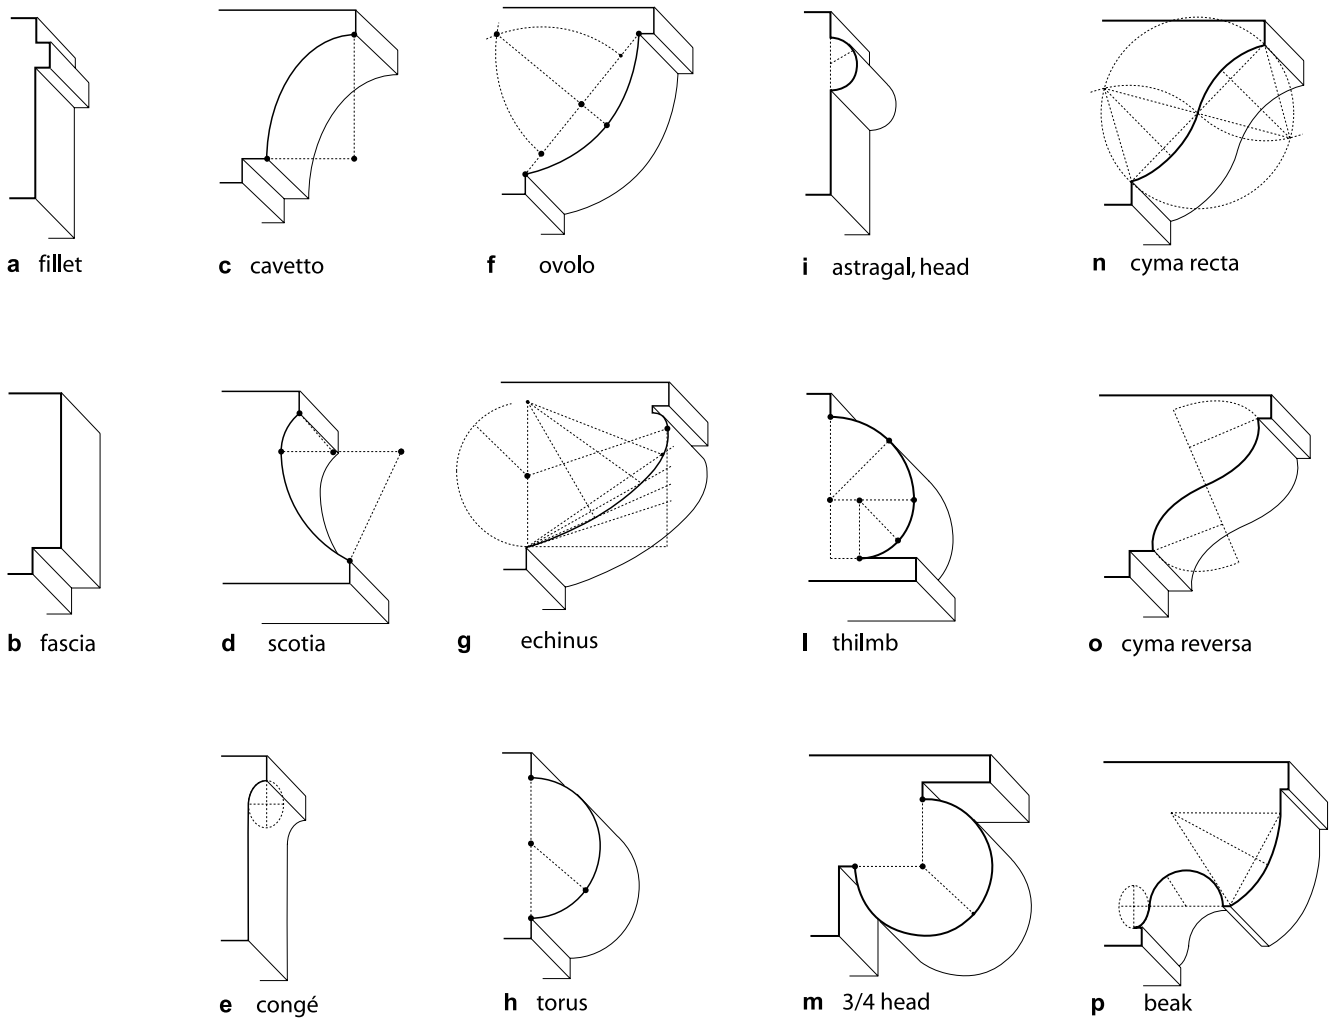 a fillet
c cavetto
f ovolo
i astragal, head
n cyma recta
b fascia
d scotia
g echinus
l thilmb
o cyma reversa
e congé
h torus
m 3/4 head
p beak